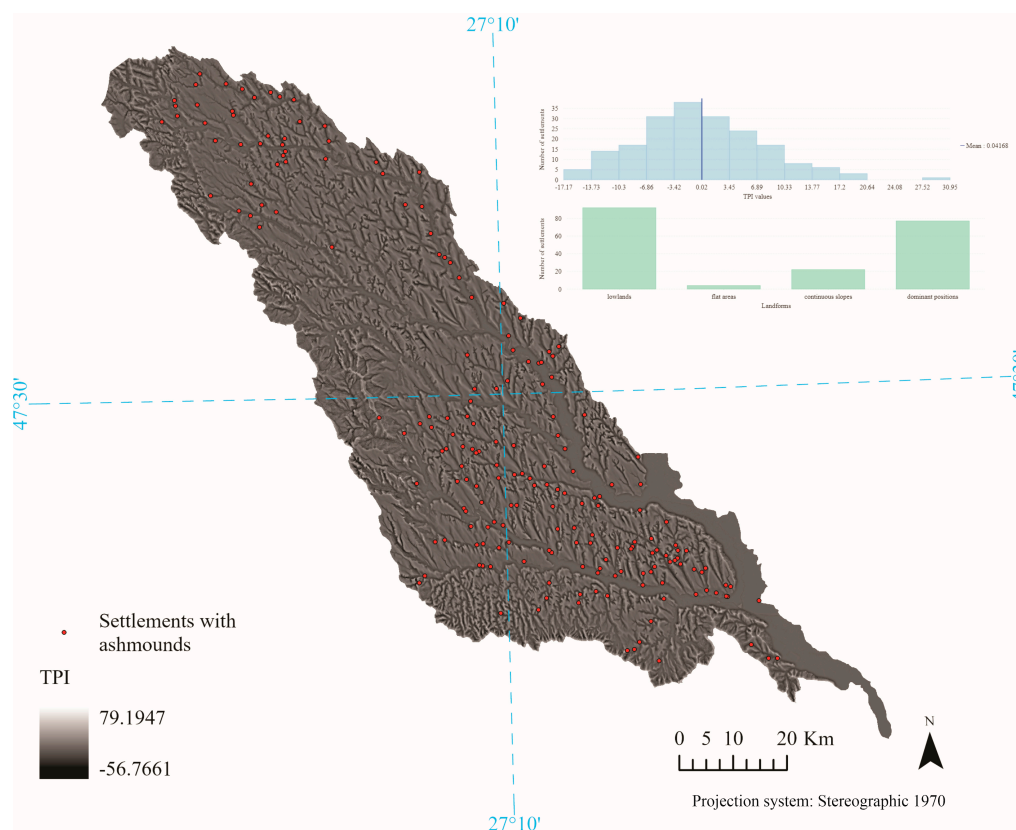 27°10'
Number of settlements
35
30
25
20
15
10
5
0
-17.17 -13.73 -10.3 -6.86 -3.42 0.02 3.45 6.89 10.33 13.77 17.2 20.64 24.08 27.52 30.95
TPI values
Mean : 0.04168
Number of settlements
80
60
40
20
0
lowlands flat areas continuous slopes dominant positions
Landforms
47°30'
Settlements with
ashmounds
TPI
79.1947
-56.7661
0 5 10 20 Km
N
Projection system: Stereographic 1970
27°10'